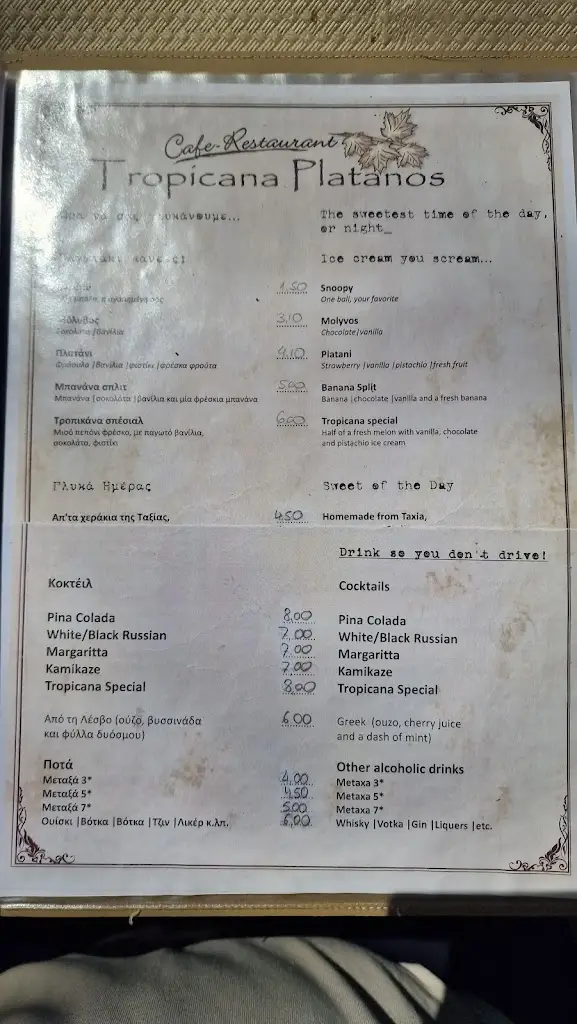 Cafe-Restaurant
Tropicana Platanos
The sweetest time of the day,
or night_
Ice cream you scream...
1,50 Snoopy
One ball, your favorite
3,10 Molyvos
Chocolate|vanilla
Πλατάνι 4,10 Platani
Φράουλα |βανίλια |φιστίκι |φρέσκα φρούτα Strawberry |vanilla |pistachio |fresh fruit
Μπανάνα σπλιτ 5,00 Banana Split
Μπανάνα |σοκολάτα |βανίλια και μία φρέσκια μπανάνα Banana |chocolate |vanilla and a fresh banana
Τροπικάνα σπέσιαλ 6,00 Tropicana special
Μισό πεπόνι φρέσκο, με παγωτό βανίλια, Half of a fresh melon with vanilla, chocolate
σοκολάτα, φιστίκι and pistachio ice cream
Γλυκά Ημέρας Sweet of the Day
Απ'τα χεράκια της Ταξίας, 4,50 Homemade from Taxia,
Drink so you don't drive!
Κοκτέιλ Cocktails
Pina Colada 8,00 Pina Colada
White/Black Russian 7,00 White/Black Russian
Margaritta 7,00 Margaritta
Kamikaze 7,00 Kamikaze
Tropicana Special 8,00 Tropicana Special
Από τη Λέσβο (ούζο, βυσσινάδα 6,00 Greek (ouzo, cherry juice
και φύλλα δυόσμου) and a dash of mint)
Ποτά Other alcoholic drinks
Μεταξά 3* 4,00 Metaxa 3*
Μεταξά 5* 4,50 Metaxa 5*
Μεταξά 7* 5,00 Metaxa 7*
Ουίσκι |Βότκα |Βότκα |Τζιν |Λικέρ κ.λπ. 6,00 Whisky |Votka |Gin |Liquers |etc.